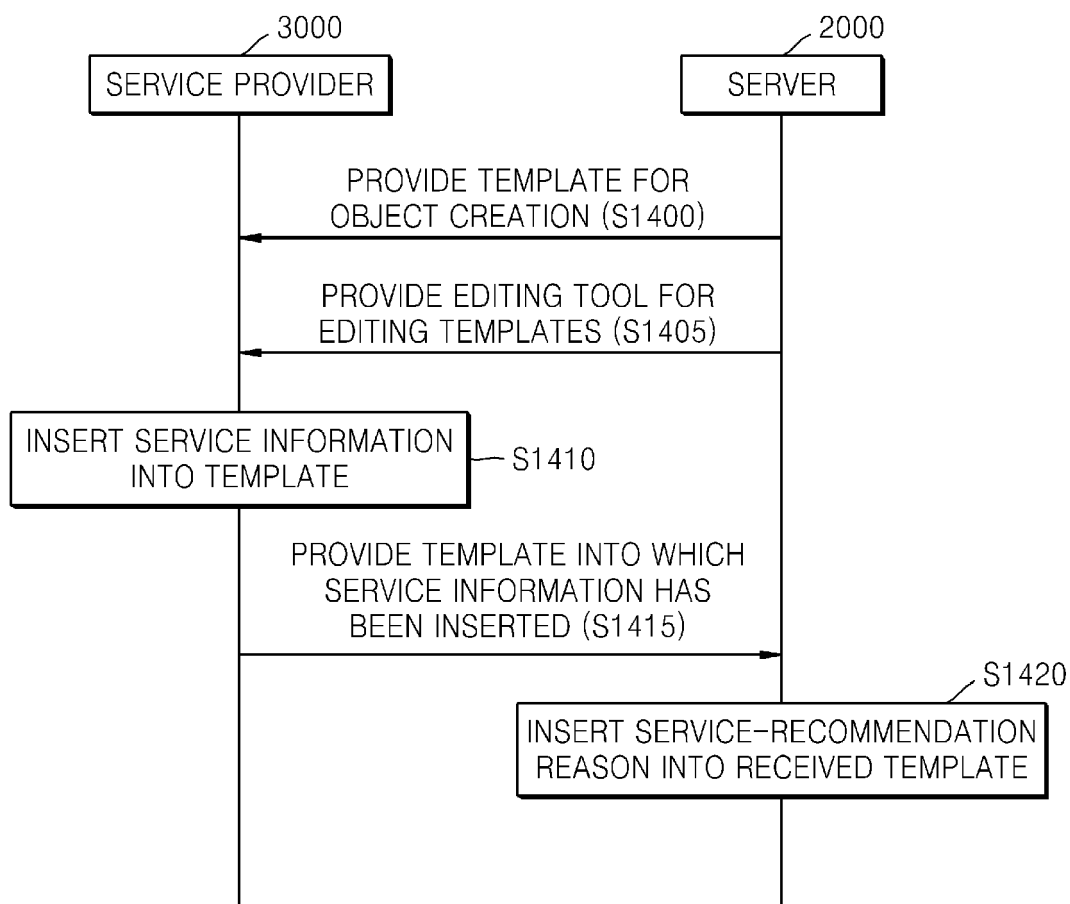 3000
2000
SERVICE PROVIDER
SERVER
PROVIDE TEMPLATE FOR
OBJECT CREATION (S1400)
PROVIDE EDITING TOOL FOR
EDITING TEMPLATES (S1405)
INSERT SERVICE INFORMATION
INTO TEMPLATE
S1410
PROVIDE TEMPLATE INTO WHICH
SERVICE INFORMATION HAS
BEEN INSERTED (S1415)
S1420
INSERT SERVICE-RECOMMENDATION
REASON INTO RECEIVED TEMPLATE